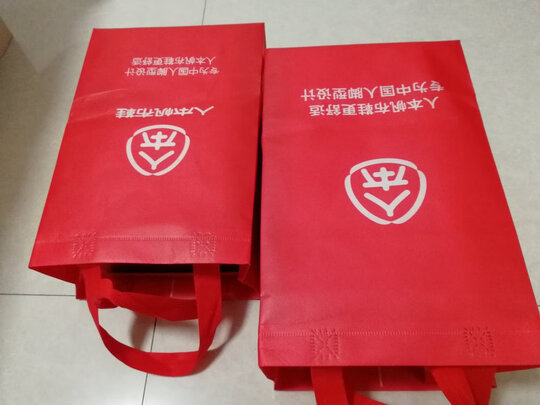 人本
人本帆布鞋
专为中国人脚型设计
人本帆布鞋更舒适
人本
人本帆布鞋更舒适
专为中国人脚型设计